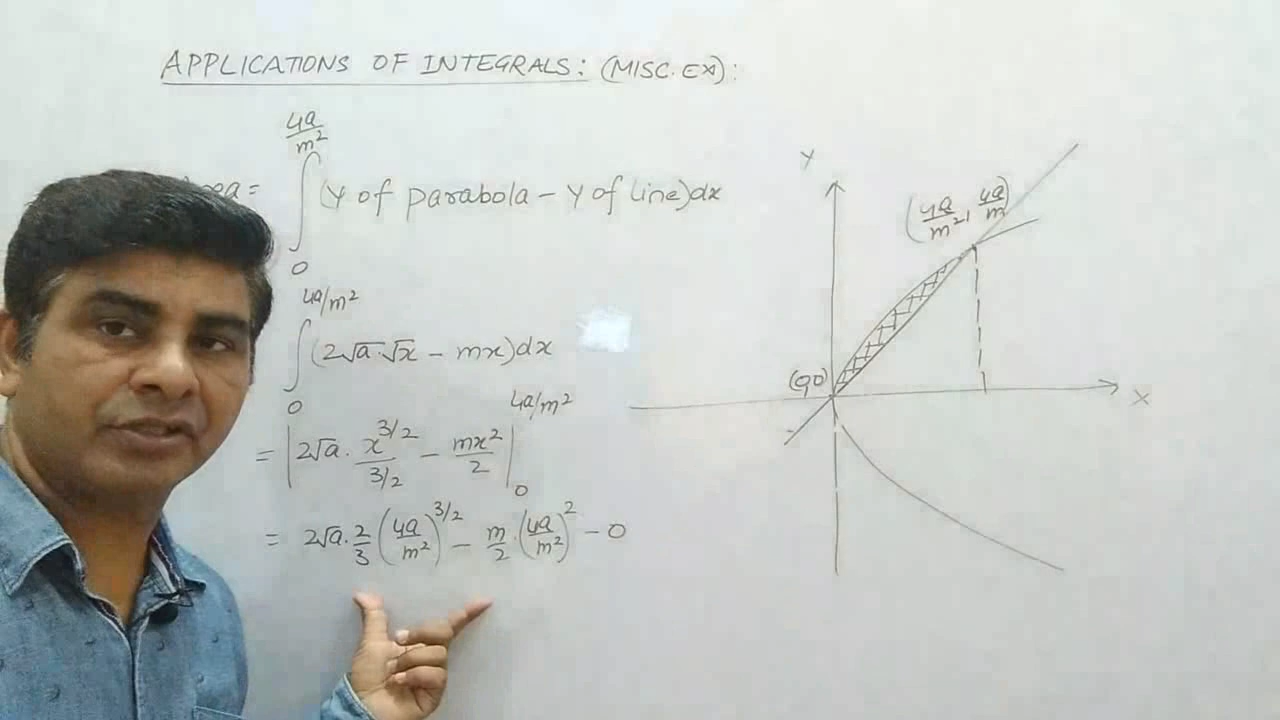 APPLICATIONS OF INTEGRALS: (MISC. EX):
= ∫₀^(4a/m²) (Y of parabola - Y of line)dx
∫₀^(4a/m²) (2√a.√x - mx)dx
= |2√a . x^(3/2)/(3/2) - mx²/2|₀^(4a/m²)
= 2√a . 2/3 (4a/m²)^(3/2) - m/2 . (4a/m²)² - 0
Y
(4a/m², 4a/m)
(0,0)
X